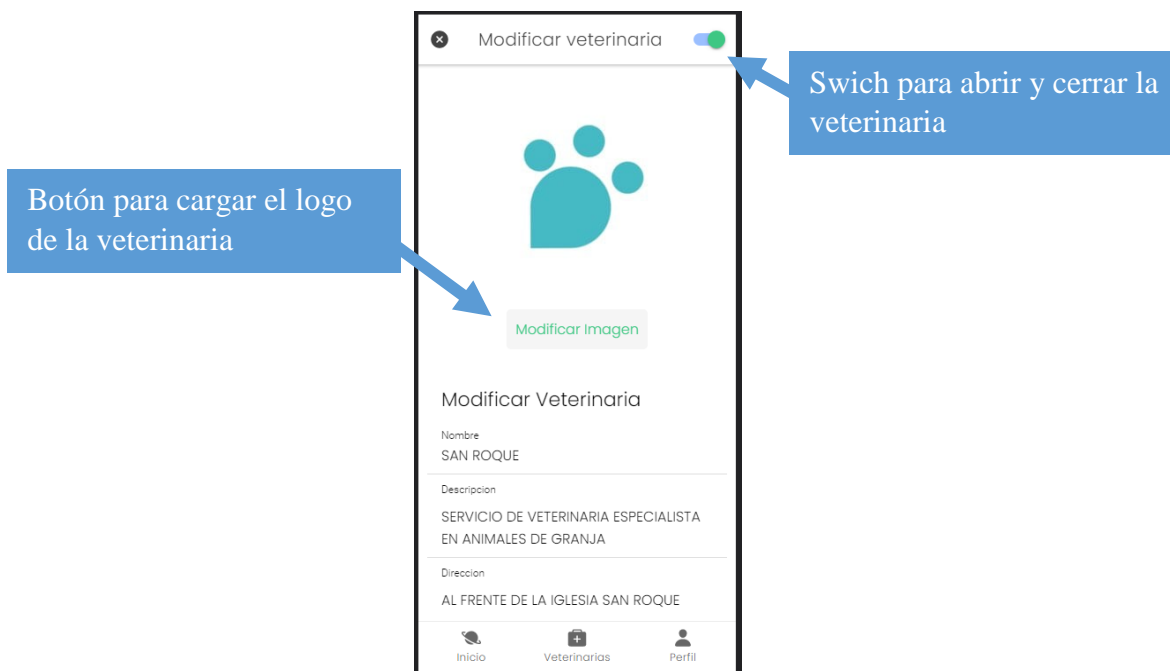 Modificar veterinaria
Swich para abrir y cerrar la
veterinaria
Botón para cargar el logo
de la veterinaria
Modificar Imagen
Modificar Veterinaria
Nombre
SAN ROQUE
Descripcion
SERVICIO DE VETERINARIA ESPECIALISTA
EN ANIMALES DE GRANJA
Direccion
AL FRENTE DE LA IGLESIA SAN ROQUE
Inicio
Veterinarias
Perfil